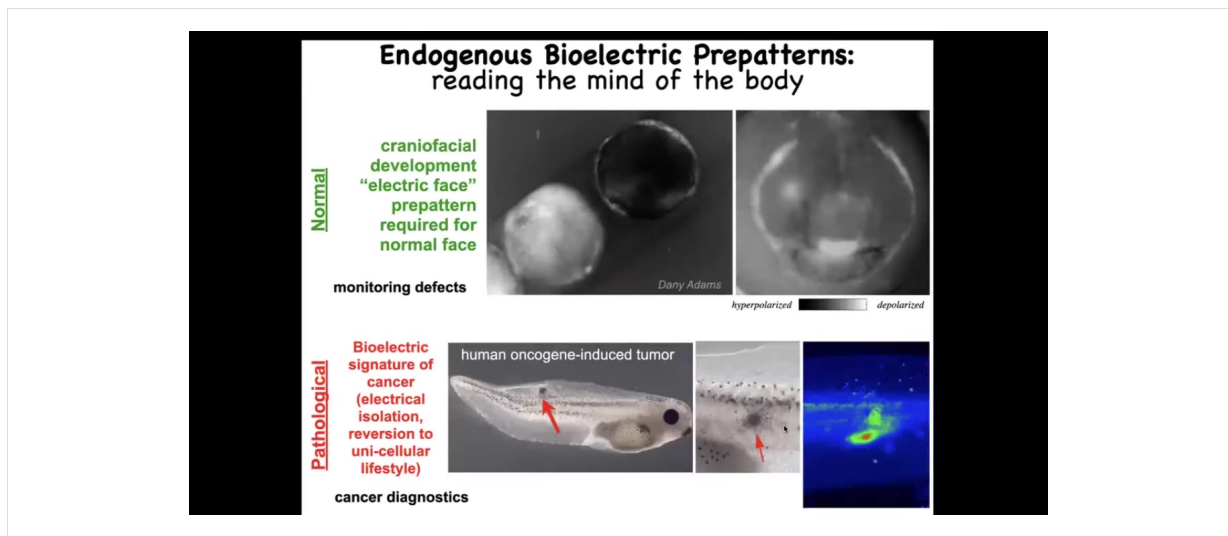 Endogenous Bioelectric Prepatterns:
reading the mind of the body
Normal
craniofacial
development
“electric face”
prepattern
required for
normal face
monitoring defects
Dany Adams
hyperpolarized
depolarized
Pathological
Bioelectric
signature of
cancer
(electrical
isolation,
reversion to
uni-cellular
lifestyle)
cancer diagnostics
human oncogene-induced tumor